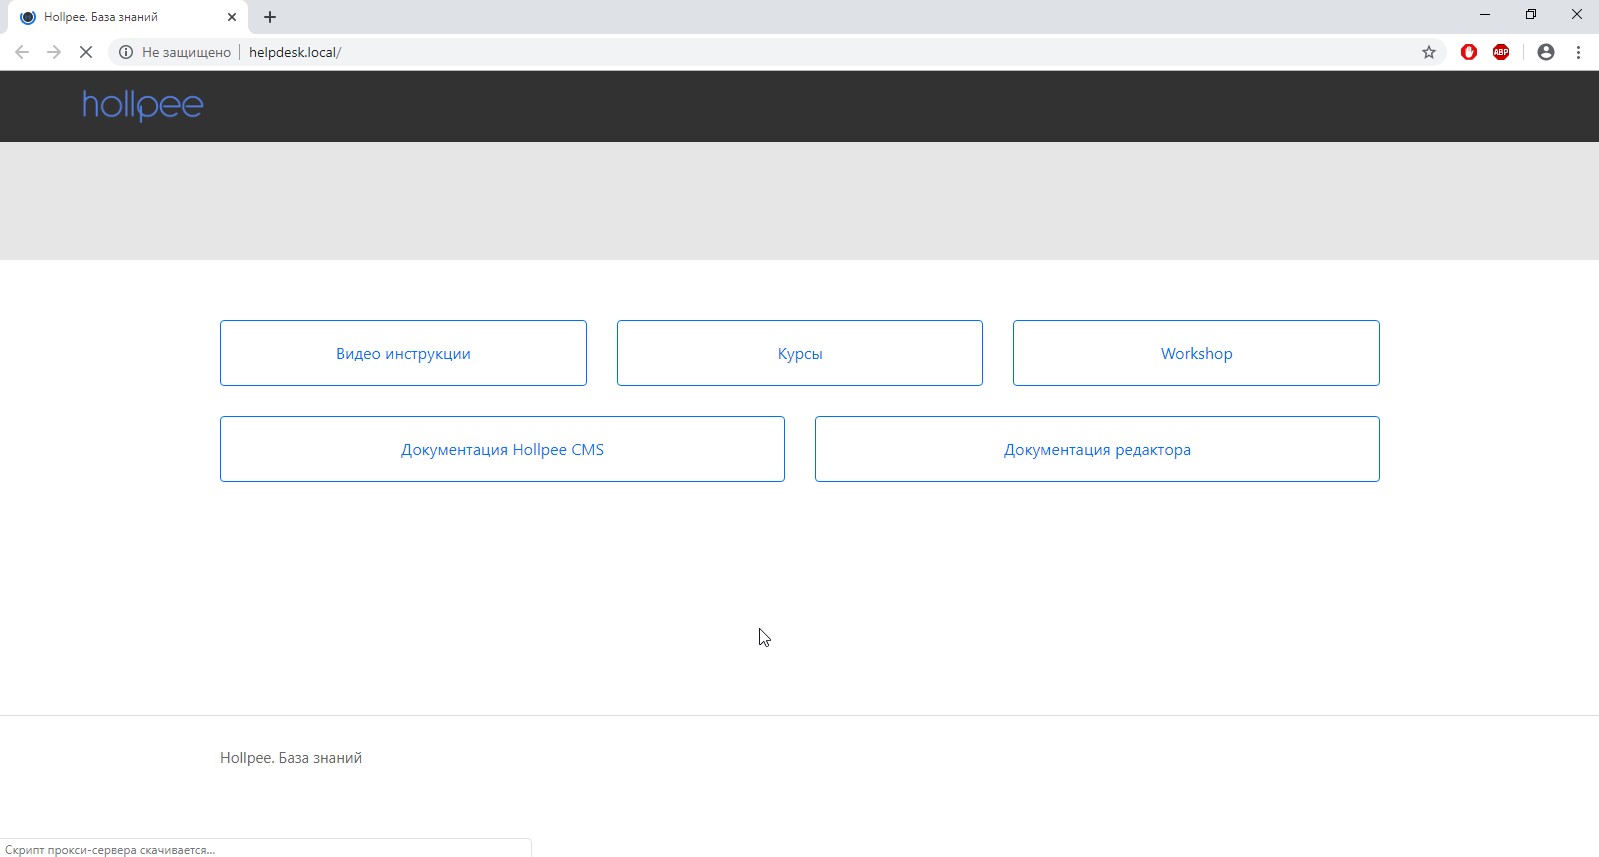 Hollpee. База знаний
Не защищено
helpdesk.local/
ABP
hollpee
Видео инструкции
Курсы
Workshop
Документация Hollpee CMS
Документация редактора
Hollpee. База знаний
Скрипт прокси-сервера скачивается...